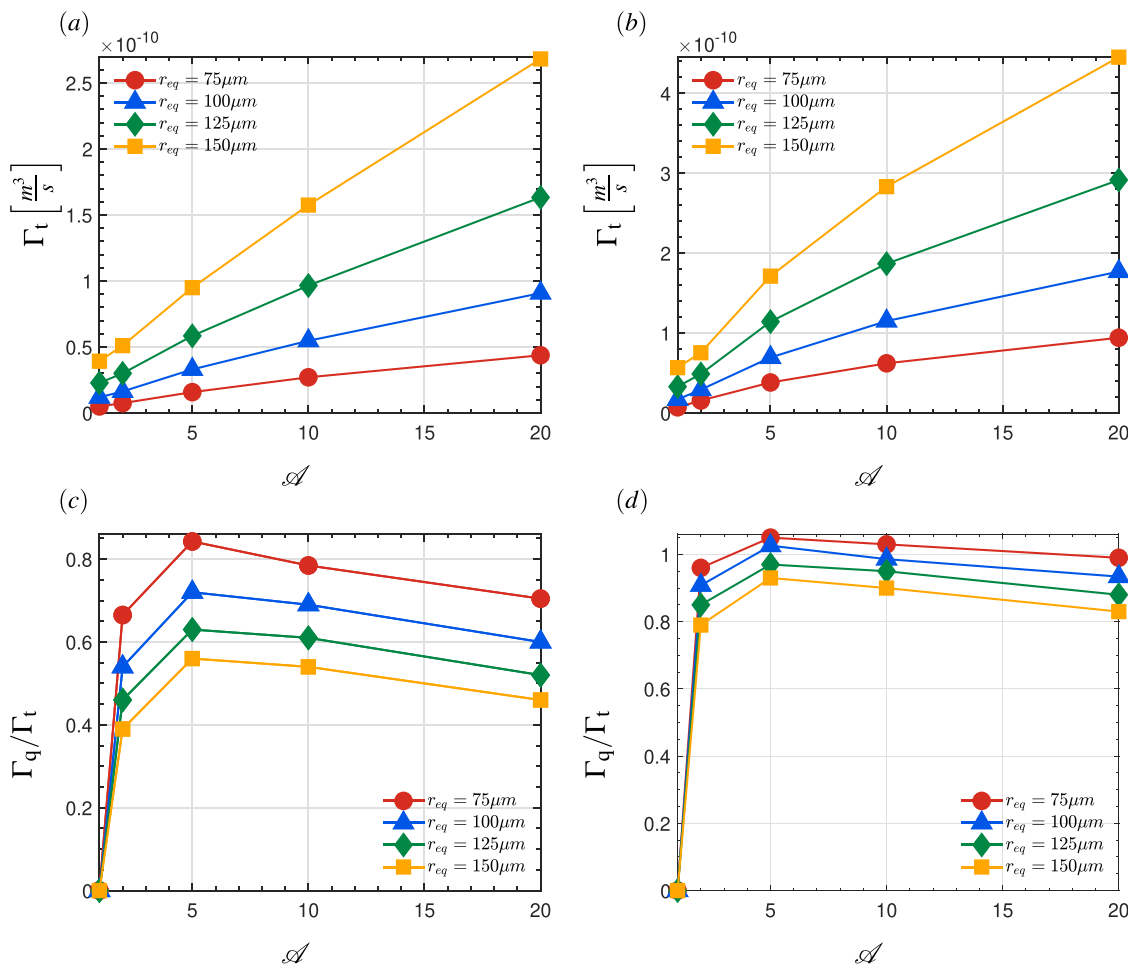 (a)
×10⁻¹⁰
Γt [m³/s]
2.5
2
1.5
1
0.5
0
5
10
15
20
𝒜
r_eq = 75μm
r_eq = 100μm
r_eq = 125μm
r_eq = 150μm
(b)
×10⁻¹⁰
Γt [m³/s]
4
3
2
1
0
5
10
15
20
𝒜
r_eq = 75μm
r_eq = 100μm
r_eq = 125μm
r_eq = 150μm
(c)
Γq/Γt
0.8
0.6
0.4
0.2
0
5
10
15
20
𝒜
r_eq = 75μm
r_eq = 100μm
r_eq = 125μm
r_eq = 150μm
(d)
Γq/Γt
1
0.8
0.6
0.4
0.2
0
5
10
15
20
𝒜
r_eq = 75μm
r_eq = 100μm
r_eq = 125μm
r_eq = 150μm